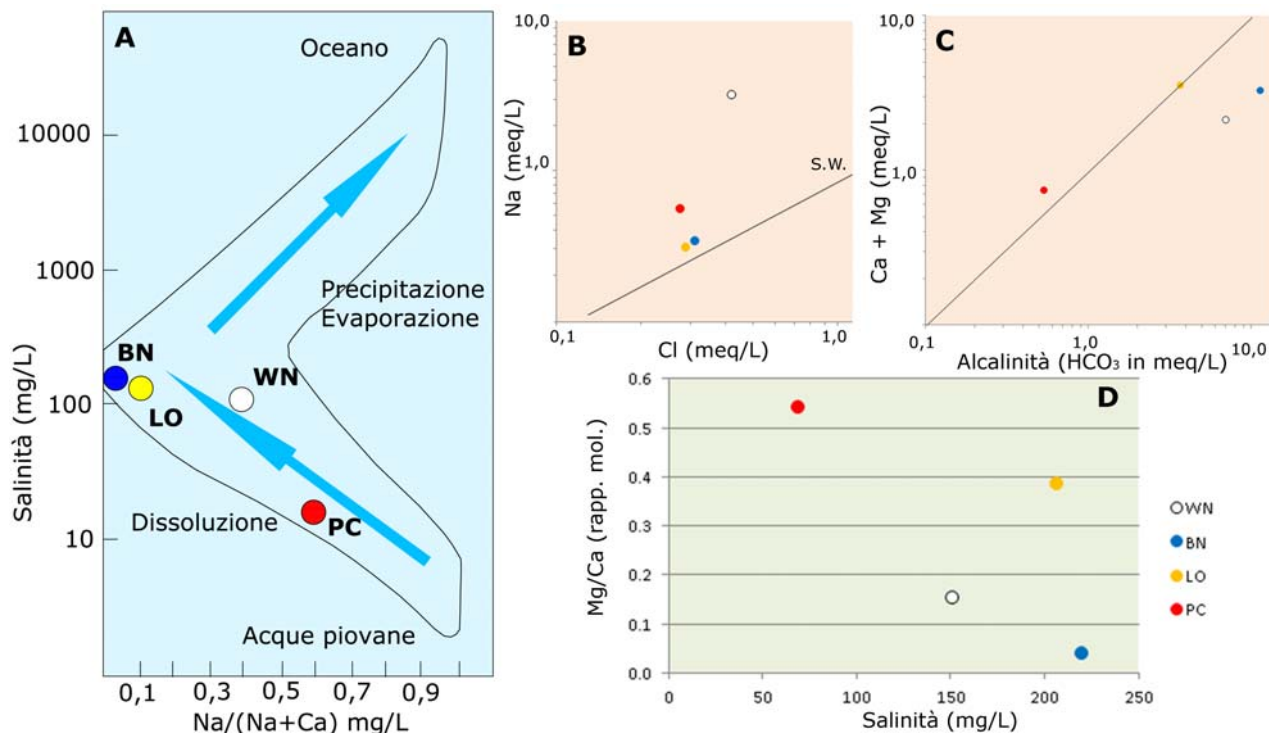 A
Oceano
10000
1000
100
10
Salinità (mg/L)
Precipitazione
Evaporazione
BN
LO
WN
PC
Dissoluzione
Acque piovane
0,1
0,3
0,5
0,7
0,9
Na/(Na+Ca) mg/L
B
10,0
1,0
Na (meq/L)
S.W.
0,1
1,0
Cl (meq/L)
C
10,0
1,0
Ca + Mg (meq/L)
0,1
1,0
10,0
Alcalinità (HCO₃ in meq/L)
D
0.6
0.5
0.4
0.3
0.2
0.1
0.0
Mg/Ca (rapp. mol.)
0
50
100
150
200
250
Salinità (mg/L)
WN
BN
LO
PC